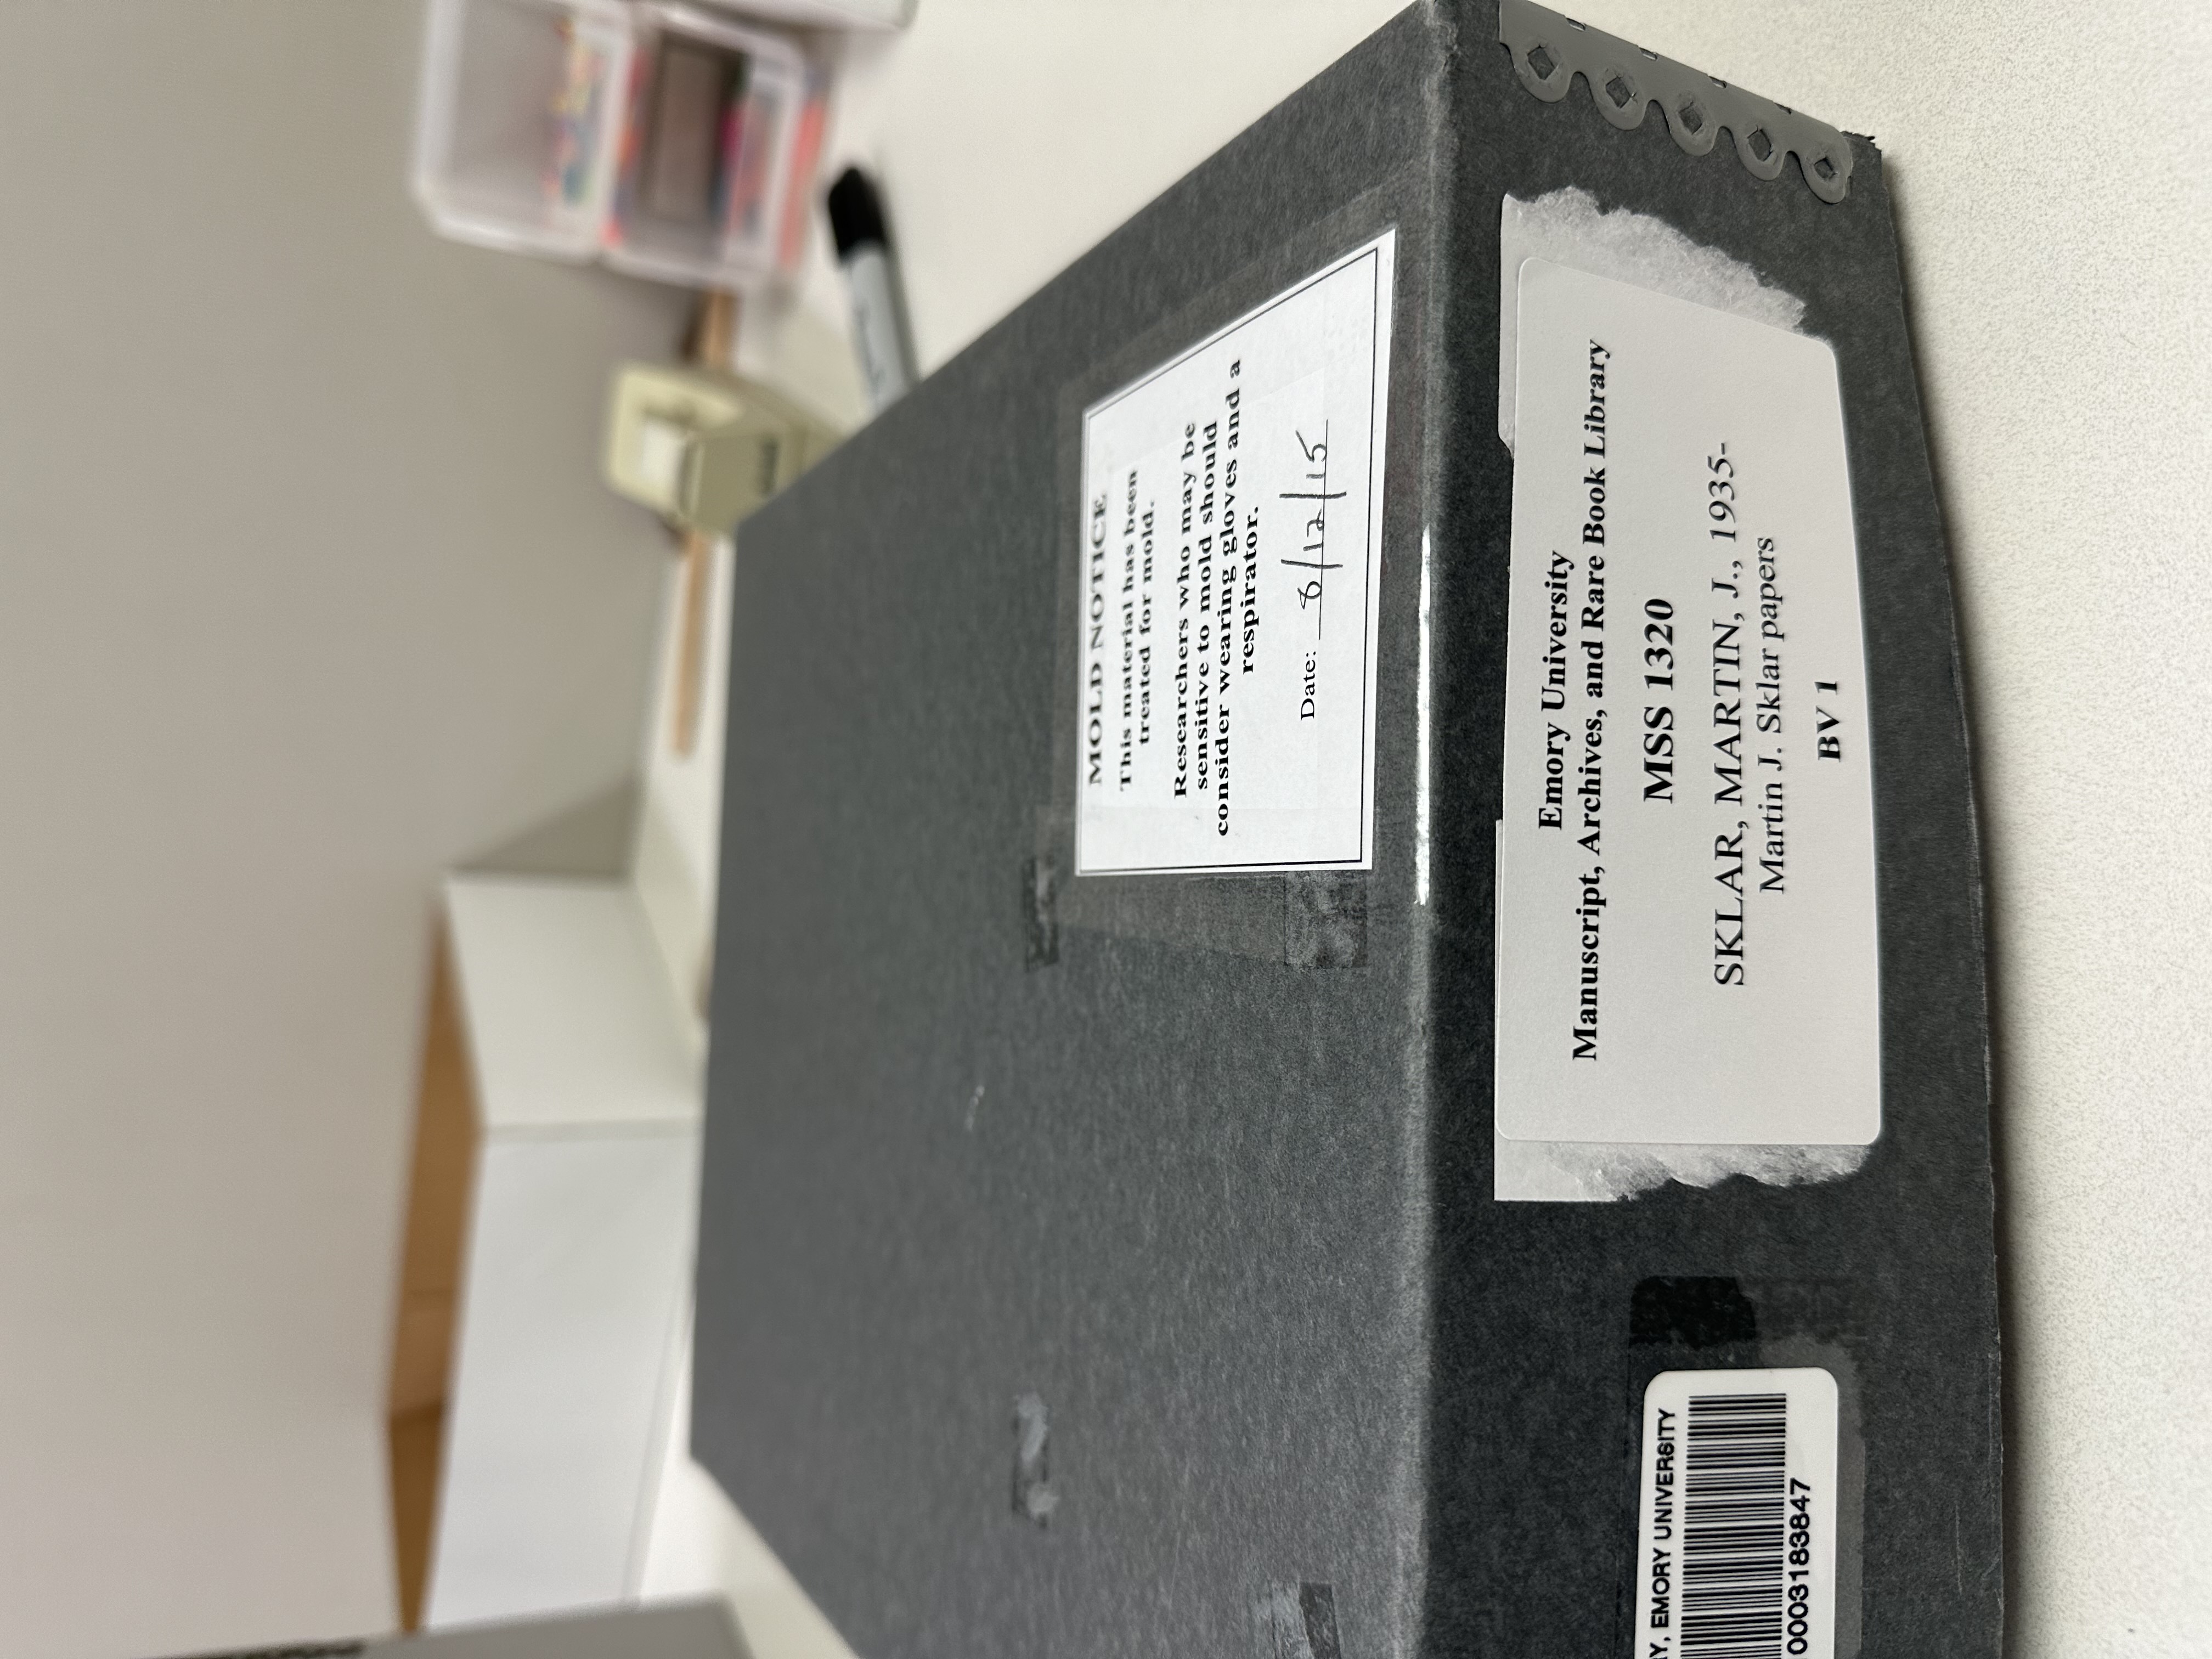 MOLD NOTICE
This material has been
treated for mold.
Researchers who may be
sensitive to mold should
consider wearing gloves and a
respirator.
Date: 8/12/15
Emory University
Manuscript, Archives, and Rare Book Library
MSS 1320
SKLAR, MARTIN, J., 1935-
Martin J. Sklar papers
BV 1
EMORY UNIVERSITY
0003183847